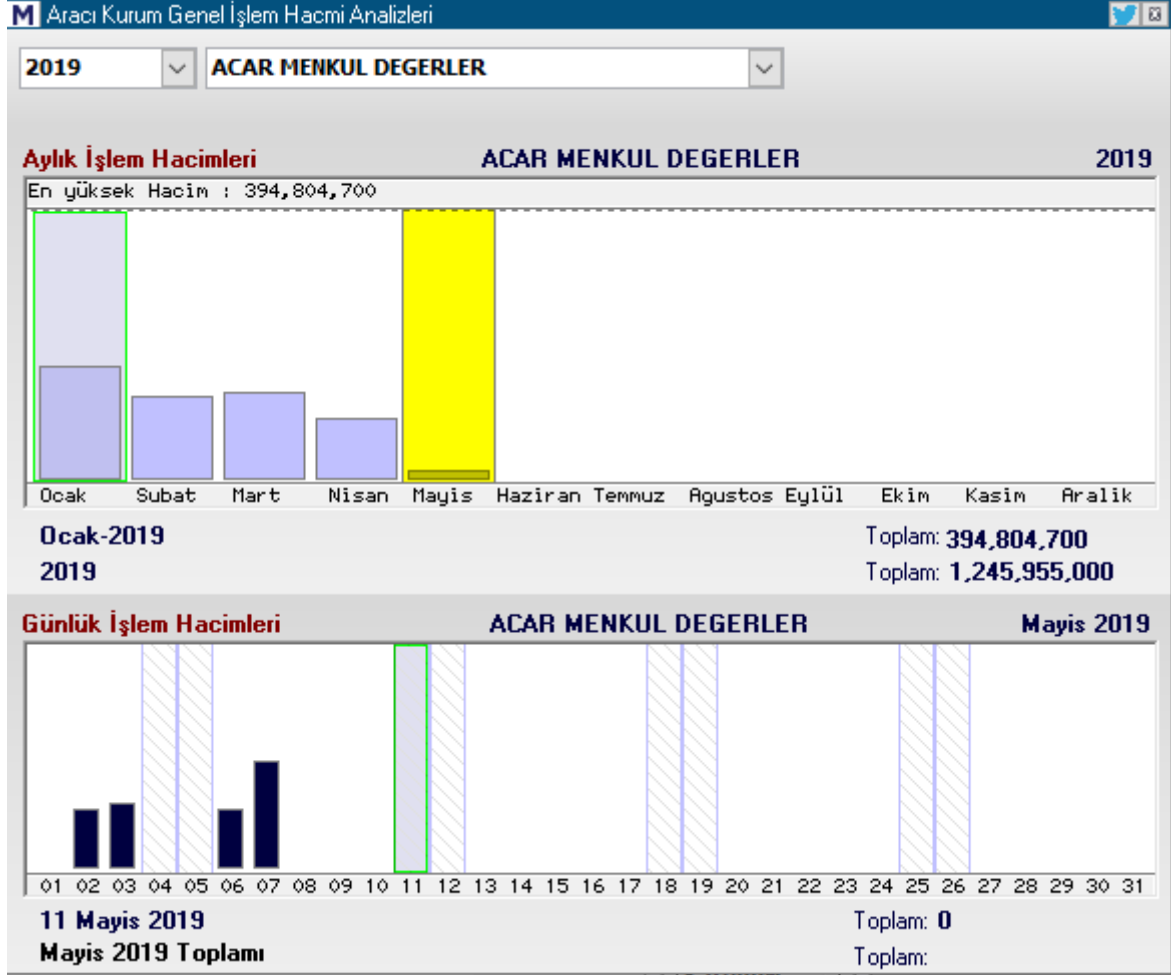 M Aracı Kurum Genel İşlem Hacmi Analizleri
2019 ACAR MENKUL DEGERLER
Aylık İşlem Hacimleri ACAR MENKUL DEGERLER 2019
En yüksek Hacim : 394,804,700
Ocak Subat Mart Nisan Mayis Haziran Temmuz Agustos Eylül Ekim Kasim Aralik
Ocak-2019 Toplam: 394,804,700
2019 Toplam: 1,245,955,000
Günlük İşlem Hacimleri ACAR MENKUL DEGERLER Mayis 2019
01 02 03 04 05 06 07 08 09 10 11 12 13 14 15 16 17 18 19 20 21 22 23 24 25 26 27 28 29 30 31
11 Mayis 2019 Toplam: 0
Mayis 2019 Toplamı Toplam: